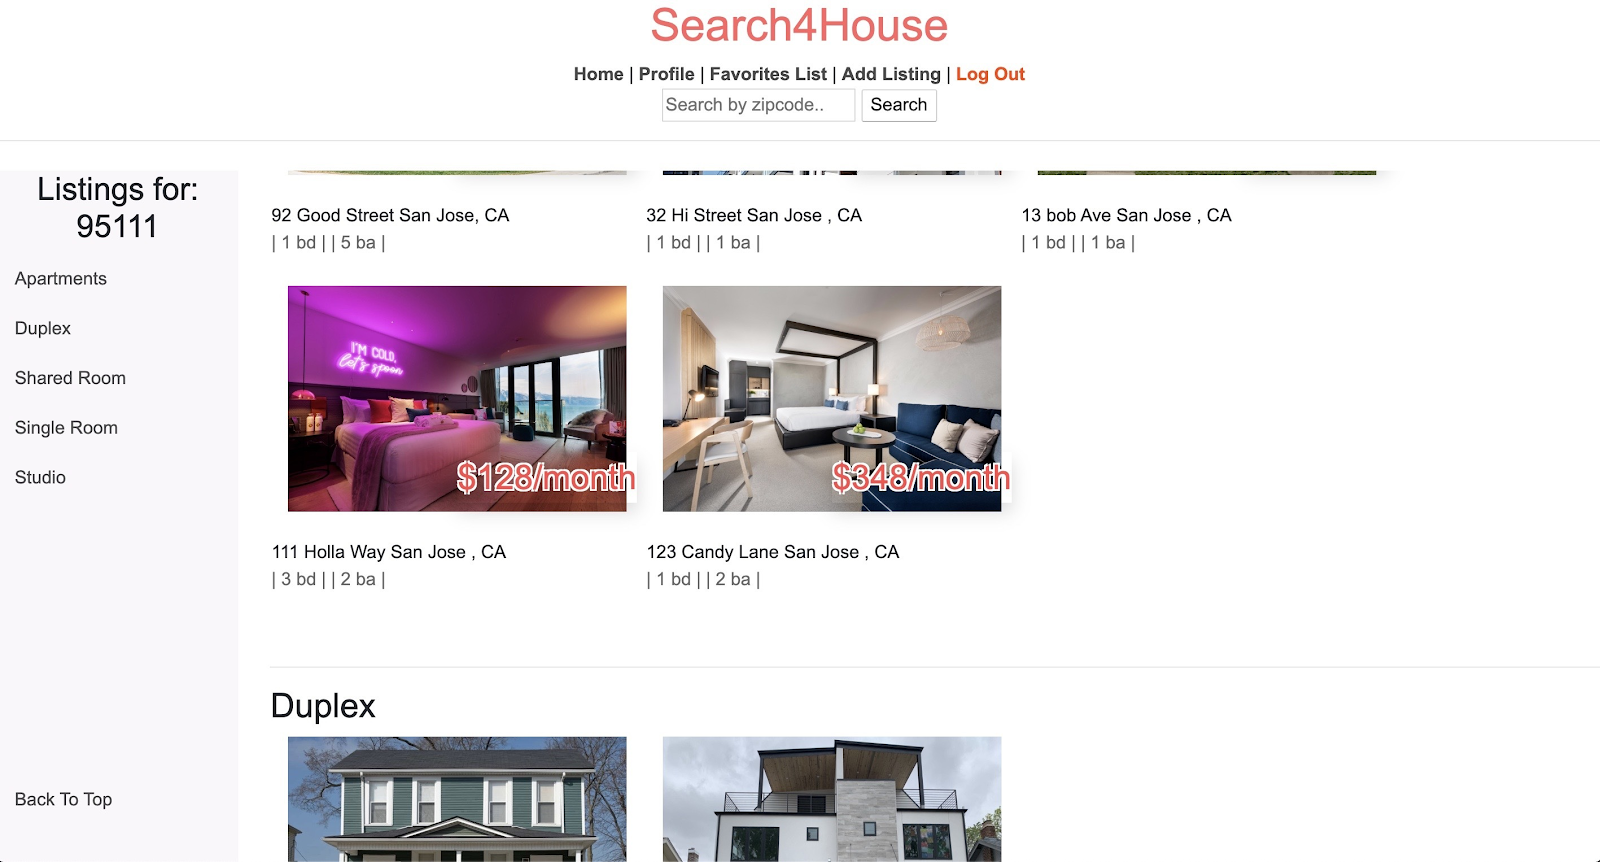 Search4House
Home | Profile | Favorites List | Add Listing | Log Out
Search by zipcode.. Search
Listings for:
95111
Apartments
Duplex
Shared Room
Single Room
Studio
Back To Top
92 Good Street San Jose, CA
| 1 bd | | 5 ba |
32 Hi Street San Jose , CA
| 1 bd | | 1 ba |
13 bob Ave San Jose , CA
| 1 bd | | 1 ba |
I'M COLD,
let's spoon
$128/month
111 Holla Way San Jose , CA
| 3 bd | | 2 ba |
$348/month
123 Candy Lane San Jose , CA
| 1 bd | | 2 ba |
Duplex